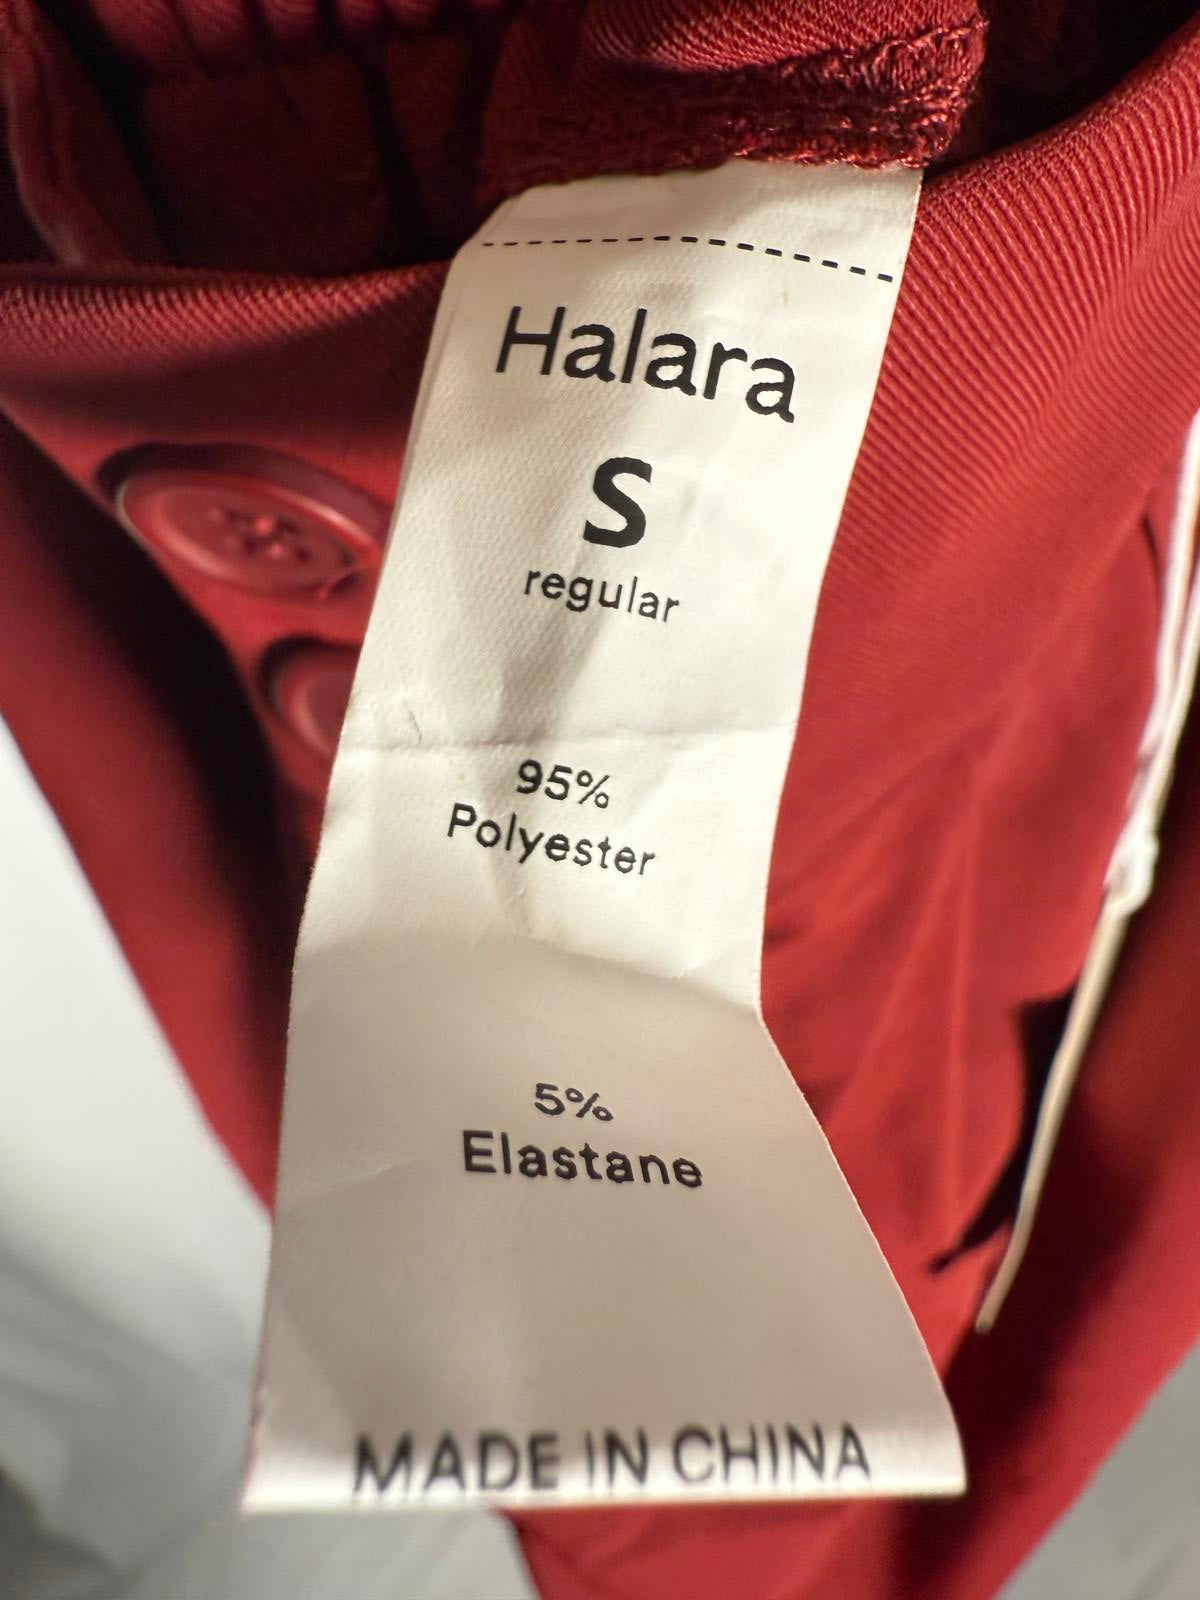 Halara
S
regular
95%
Polyester
5%
Elastane
MADE IN CHINA